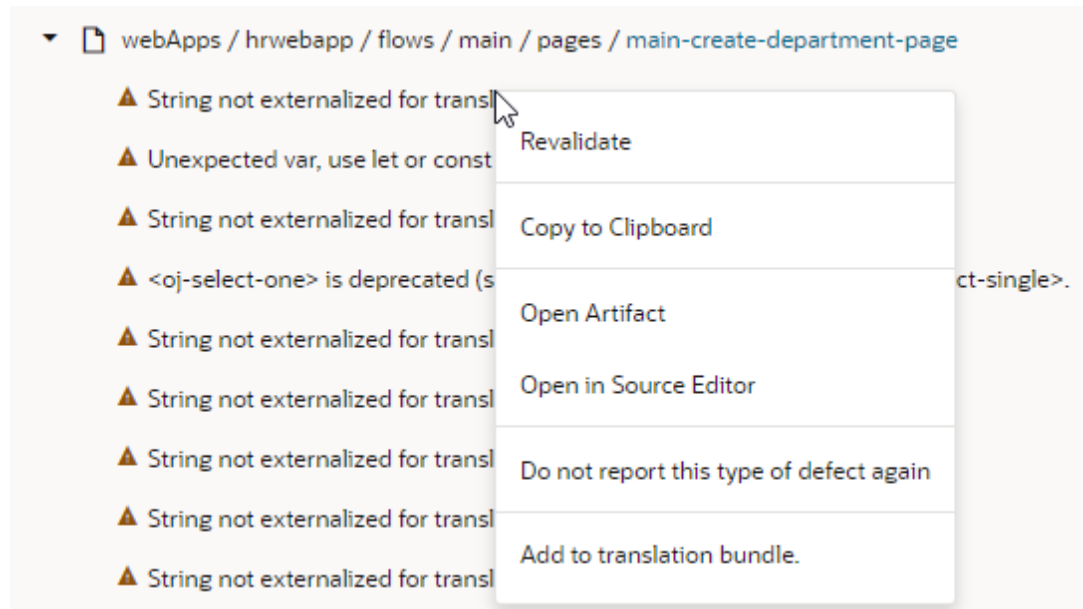 webApps / hrwebapp / flows / main / pages / main-create-department-page
String not externalized for transl
Unexpected var, use let or const
String not externalized for transl
<oj-select-one> is deprecated (s
ct-single>.
String not externalized for transl
String not externalized for transl
String not externalized for transl
String not externalized for transl
String not externalized for transl
Revalidate
Copy to Clipboard
Open Artifact
Open in Source Editor
Do not report this type of defect again
Add to translation bundle.